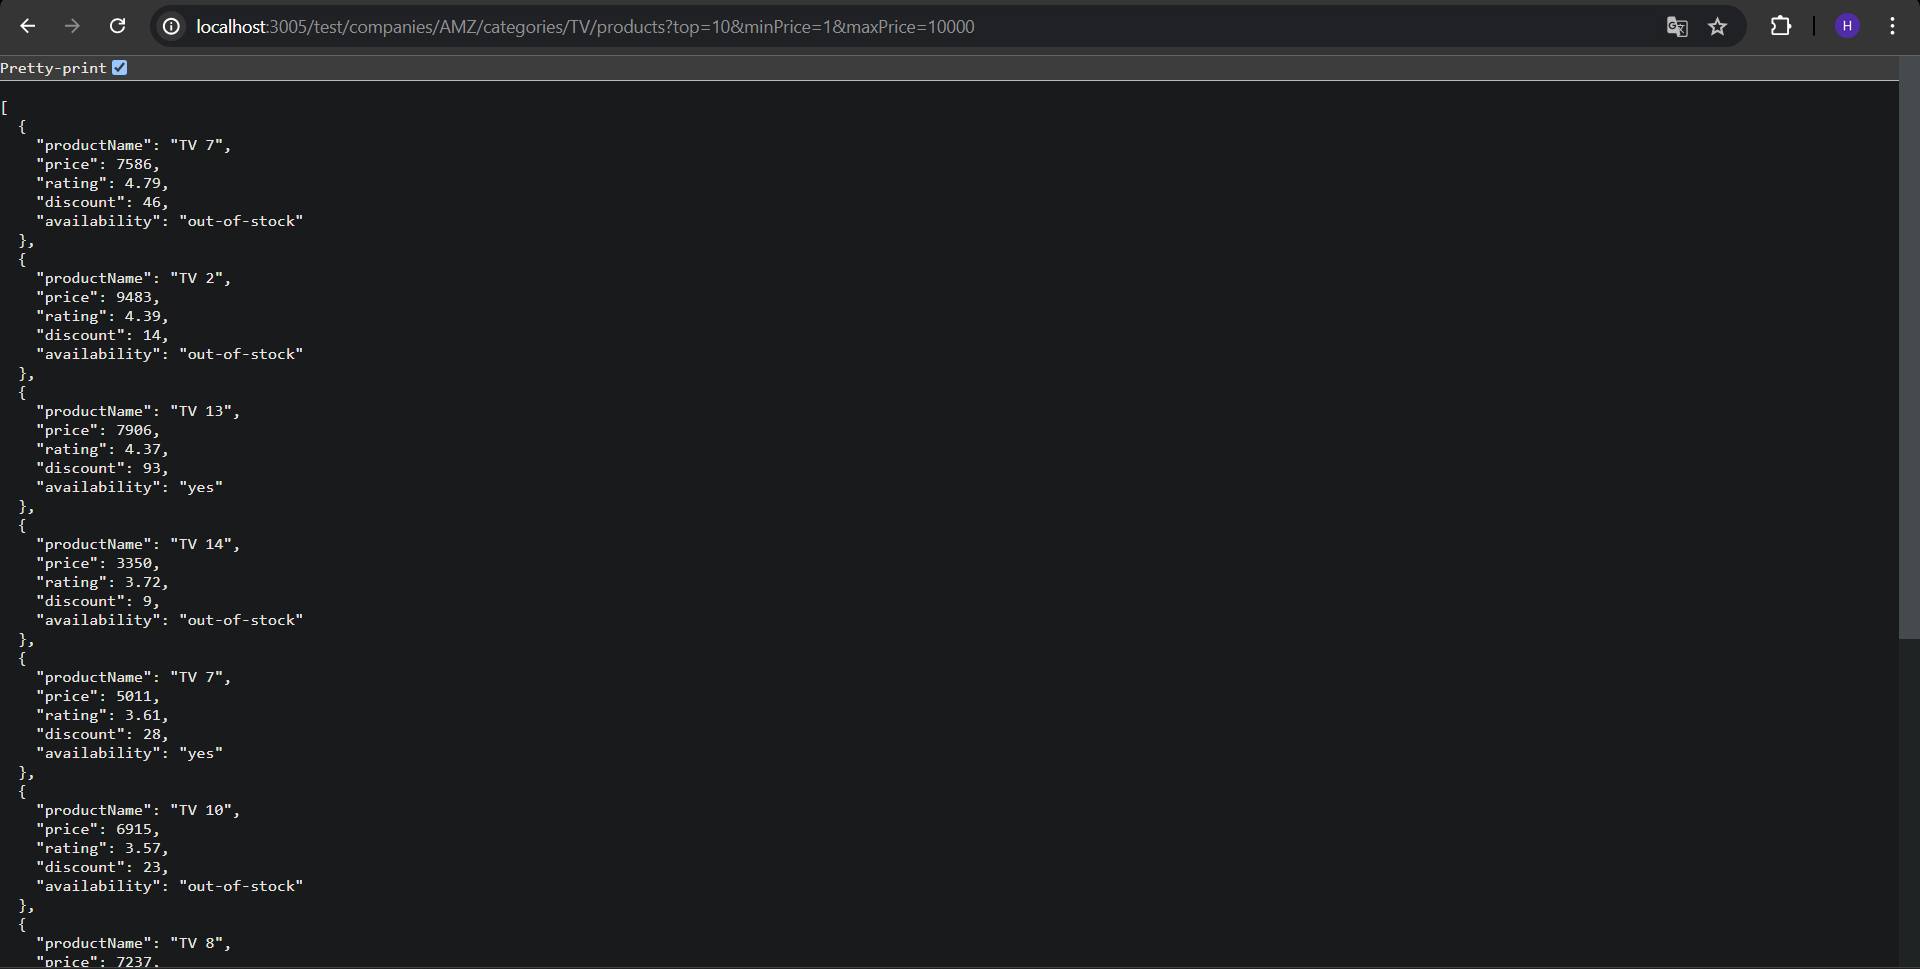 localhost:3005/test/companies/AMZ/categories/TV/products?top=10&minPrice=1&maxPrice=10000
H
Pretty-print
[
  {
    "productName": "TV 7",
    "price": 7586,
    "rating": 4.79,
    "discount": 46,
    "availability": "out-of-stock"
  },
  {
    "productName": "TV 2",
    "price": 9483,
    "rating": 4.39,
    "discount": 14,
    "availability": "out-of-stock"
  },
  {
    "productName": "TV 13",
    "price": 7906,
    "rating": 4.37,
    "discount": 93,
    "availability": "yes"
  },
  {
    "productName": "TV 14",
    "price": 3350,
    "rating": 3.72,
    "discount": 9,
    "availability": "out-of-stock"
  },
  {
    "productName": "TV 7",
    "price": 5011,
    "rating": 3.61,
    "discount": 28,
    "availability": "yes"
  },
  {
    "productName": "TV 10",
    "price": 6915,
    "rating": 3.57,
    "discount": 23,
    "availability": "out-of-stock"
  },
  {
    "productName": "TV 8",
    "price": 7237,